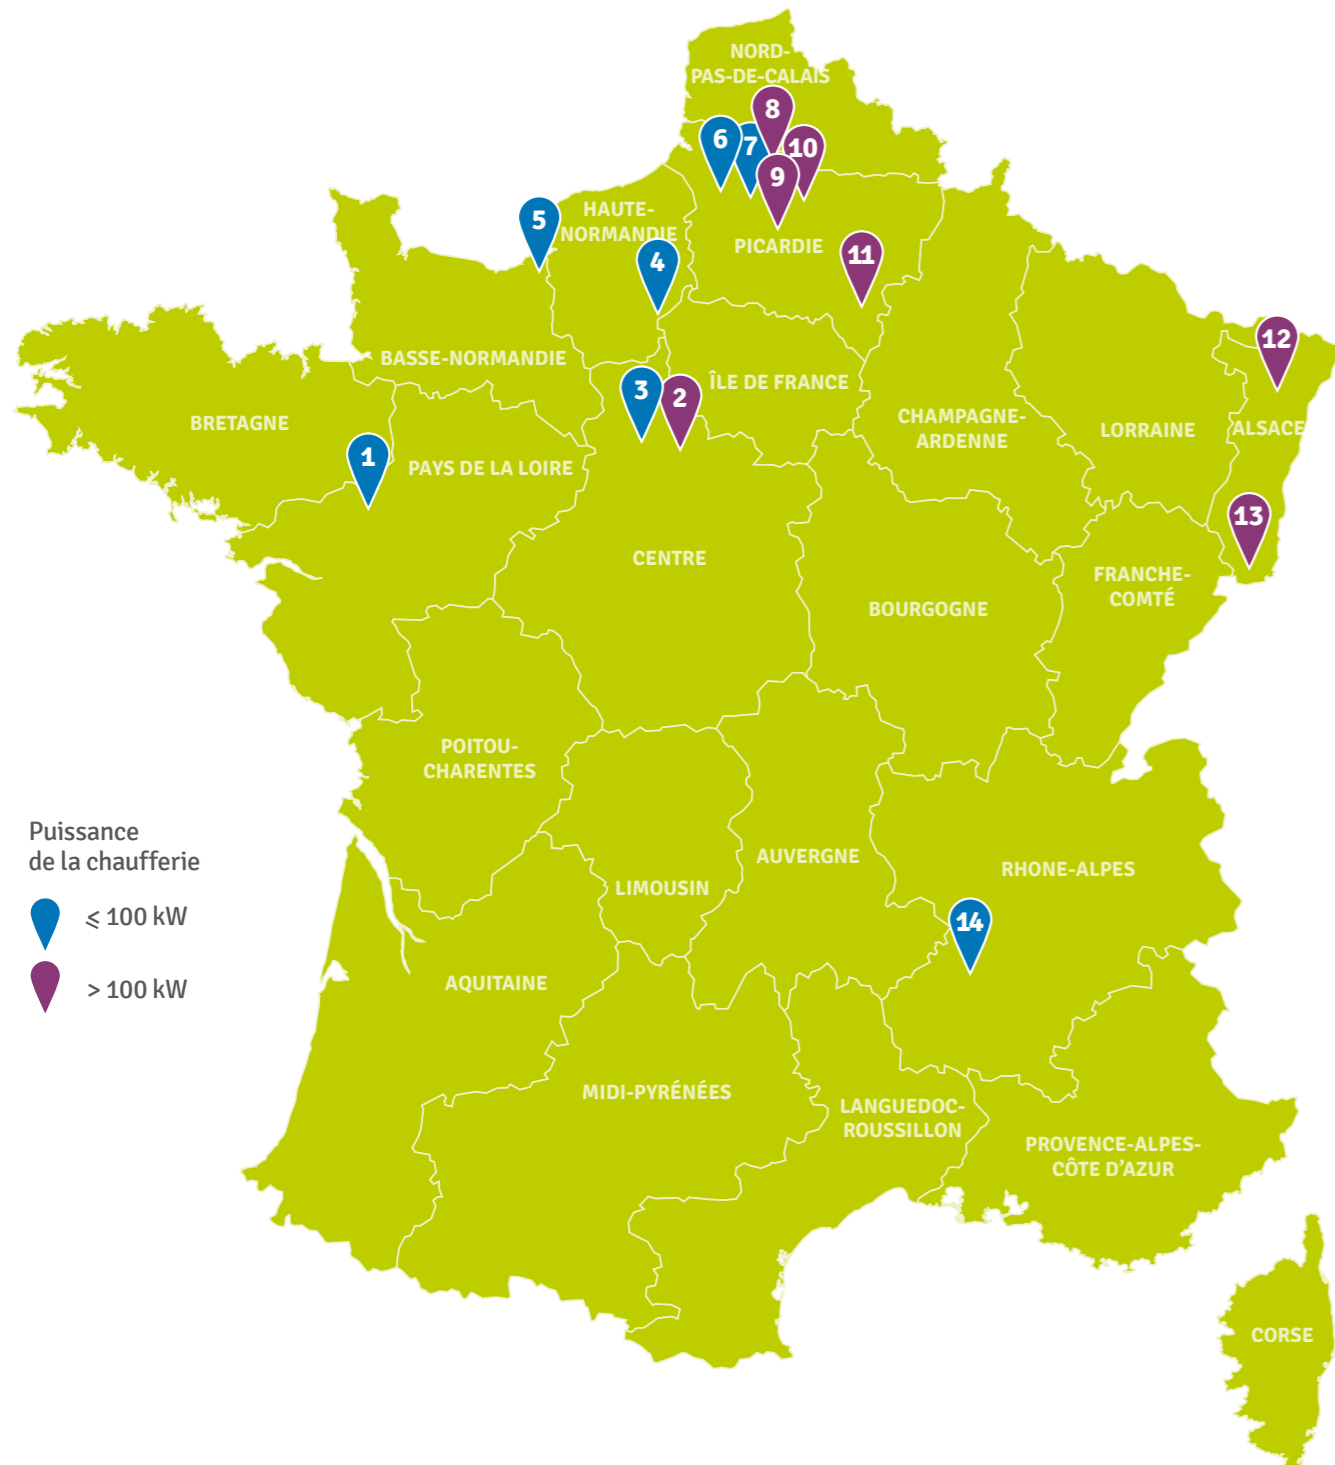 NORD-
PAS-DE-CALAIS
8
6
7
10
9
HAUTE-
NORMANDIE
5
4
PICARDIE
11
12
BASSE-NORMANDIE
3
2
ÎLE DE FRANCE
CHAMPAGNE-
ARDENNE
LORRAINE
ALSACE
BRETAGNE
1
PAYS DE LA LOIRE
13
CENTRE
FRANCHE-
COMTÉ
BOURGOGNE
POITOU-
CHARENTES
Puissance
de la chaufferie
⩽ 100 kW
> 100 kW
LIMOUSIN
AUVERGNE
RHONE-ALPES
14
AQUITAINE
MIDI-PYRÉNÉES
LANGUEDOC-
ROUSSILLON
PROVENCE-ALPES-
CÔTE D’AZUR
CORSE